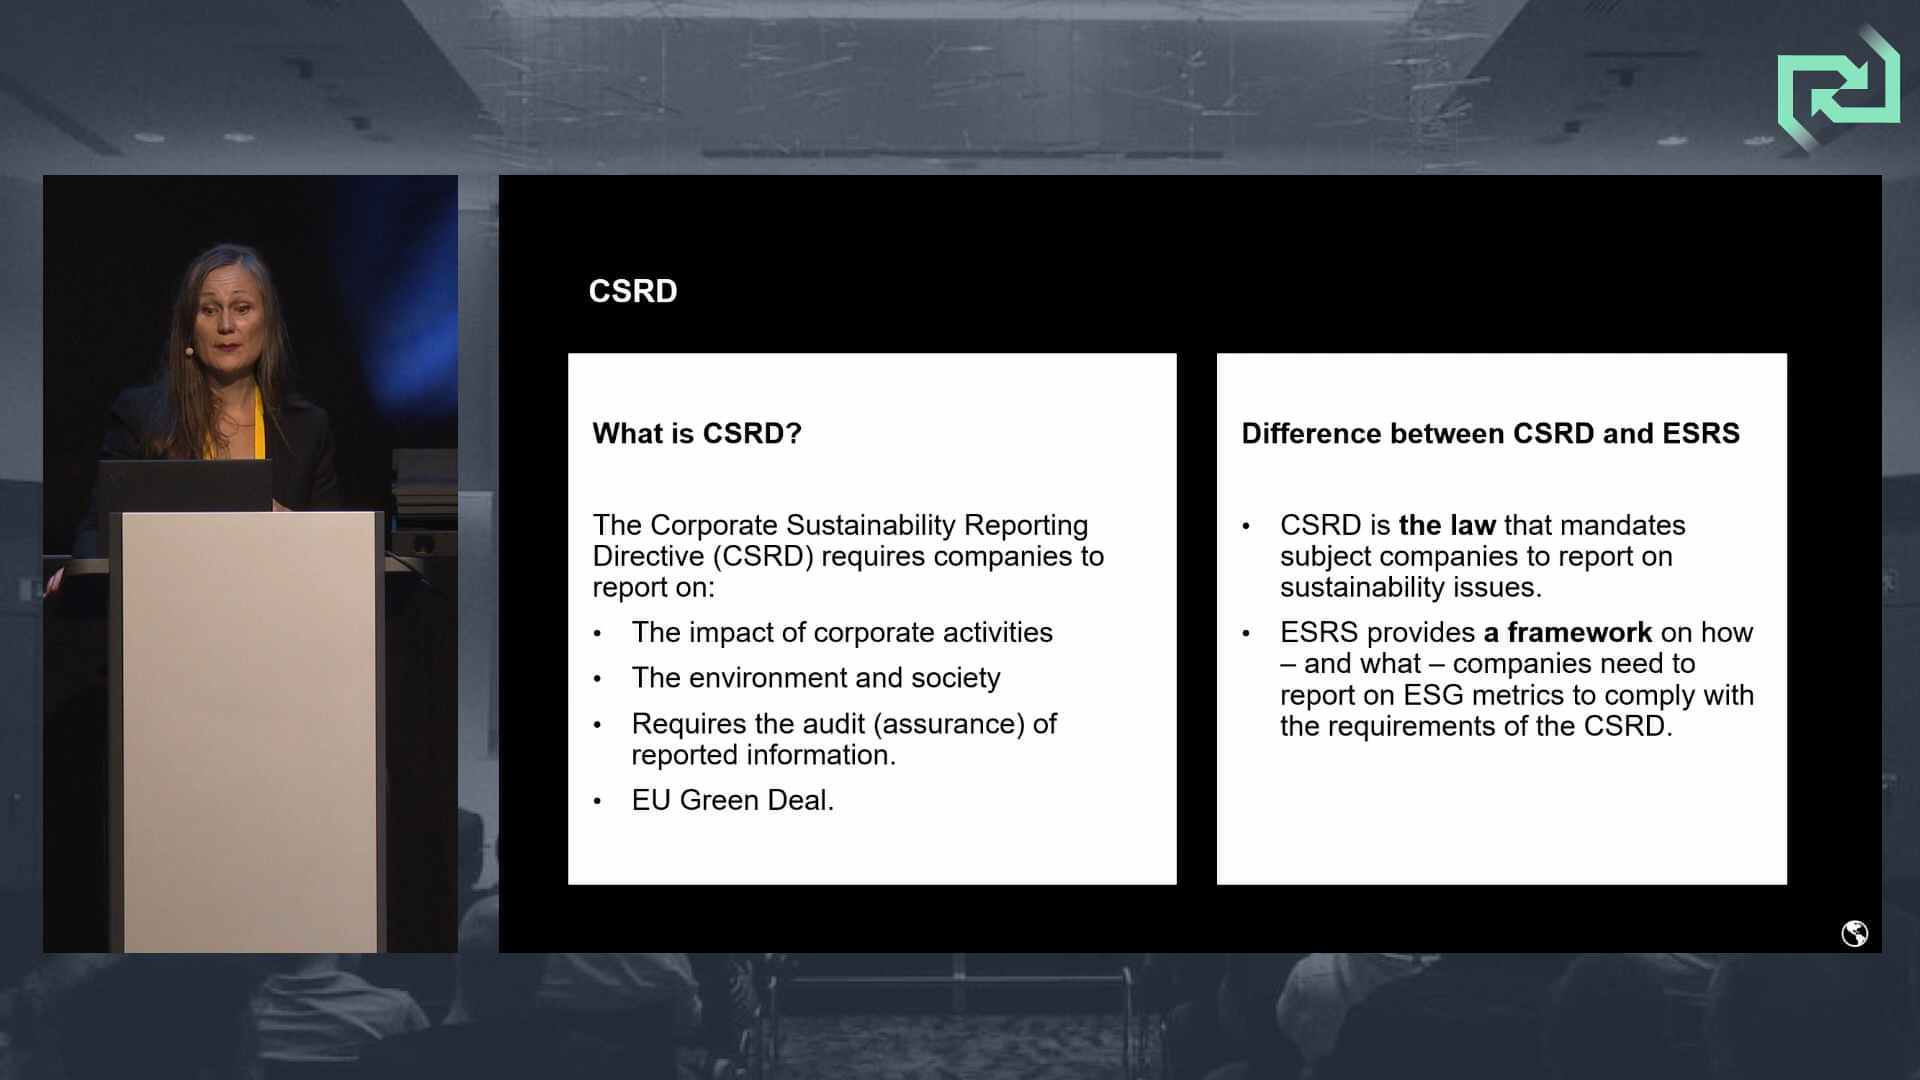 CSRD
What is CSRD?
The Corporate Sustainability Reporting
Directive (CSRD) requires companies to
report on:
• The impact of corporate activities
• The environment and society
• Requires the audit (assurance) of
reported information.
• EU Green Deal.
Difference between CSRD and ESRS
• CSRD is the law that mandates
subject companies to report on
sustainability issues.
• ESRS provides a framework on how
– and what – companies need to
report on ESG metrics to comply with
the requirements of the CSRD.